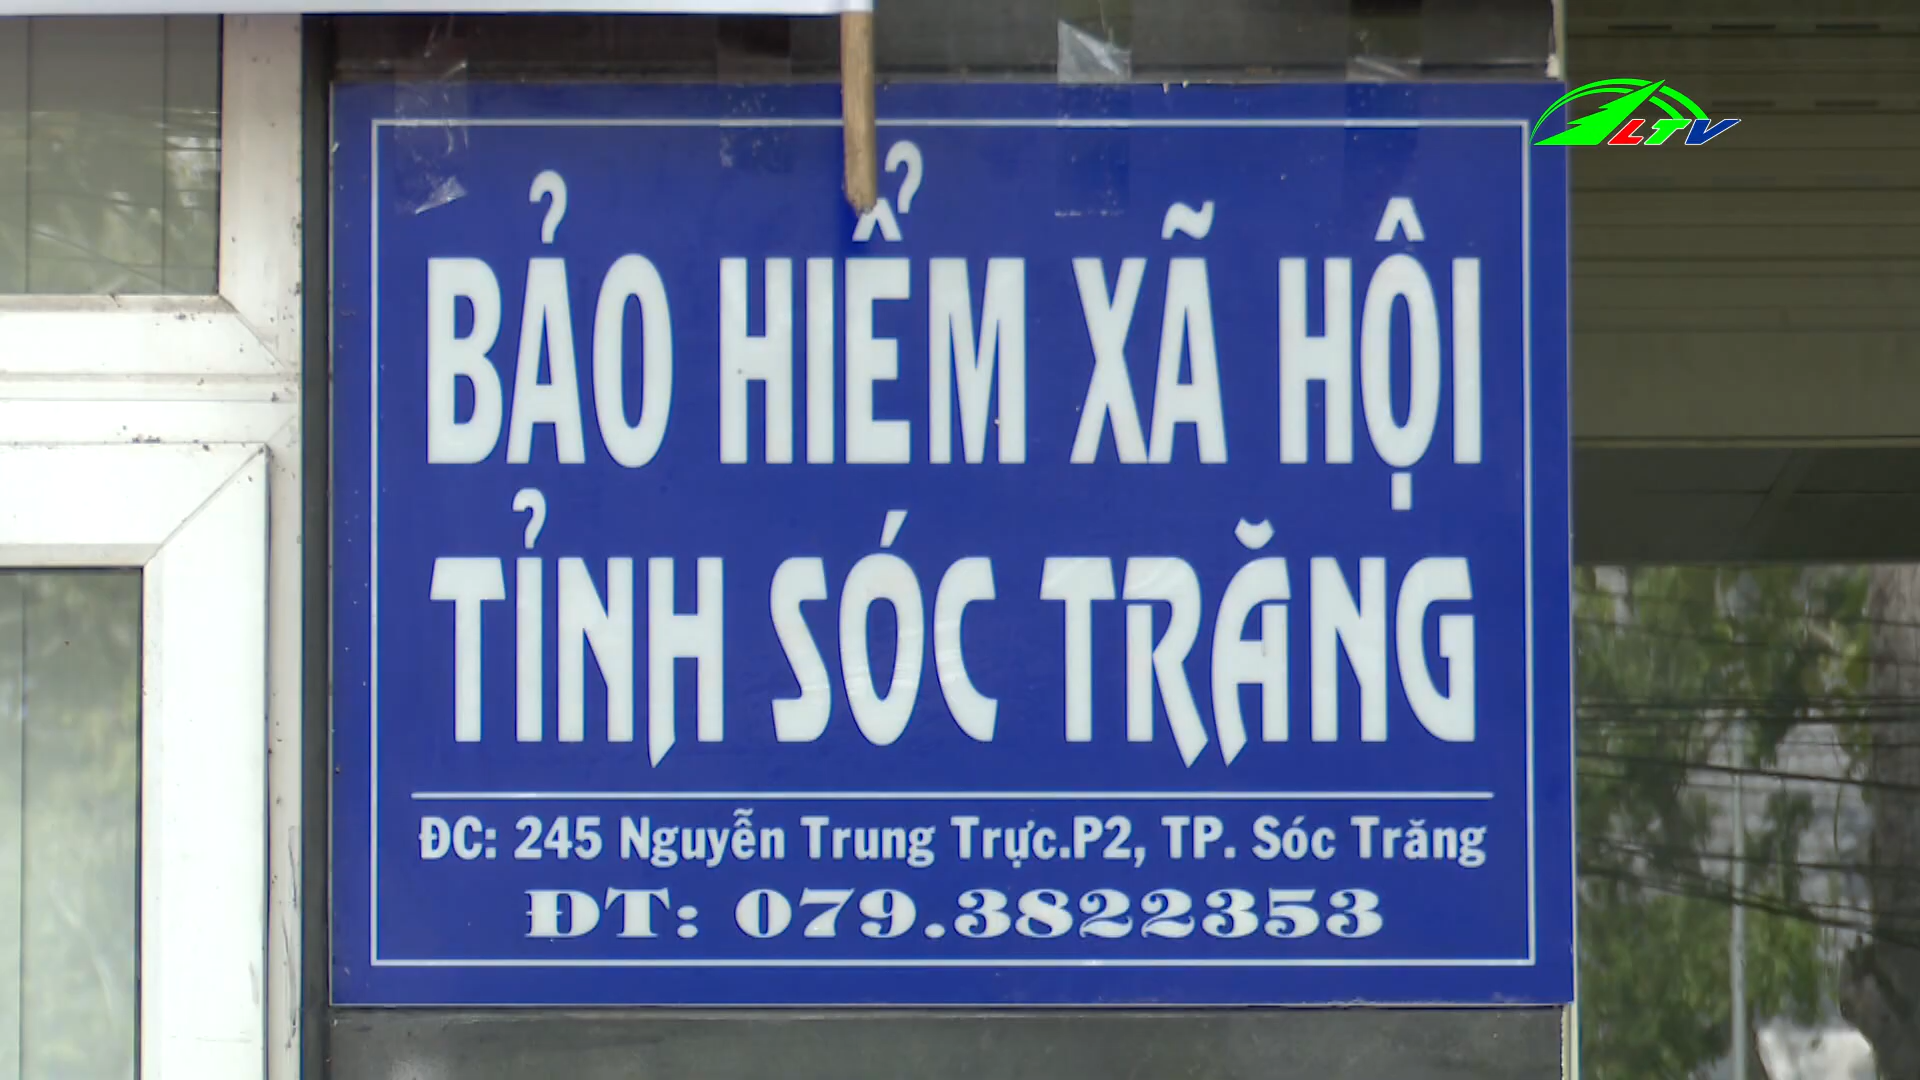 LTV
BẢO HIỂM XÃ HỘI
TỈNH SÓC TRĂNG
ĐC: 245 Nguyễn Trung Trực.P2, TP. Sóc Trăng
ĐT: 079.3822353